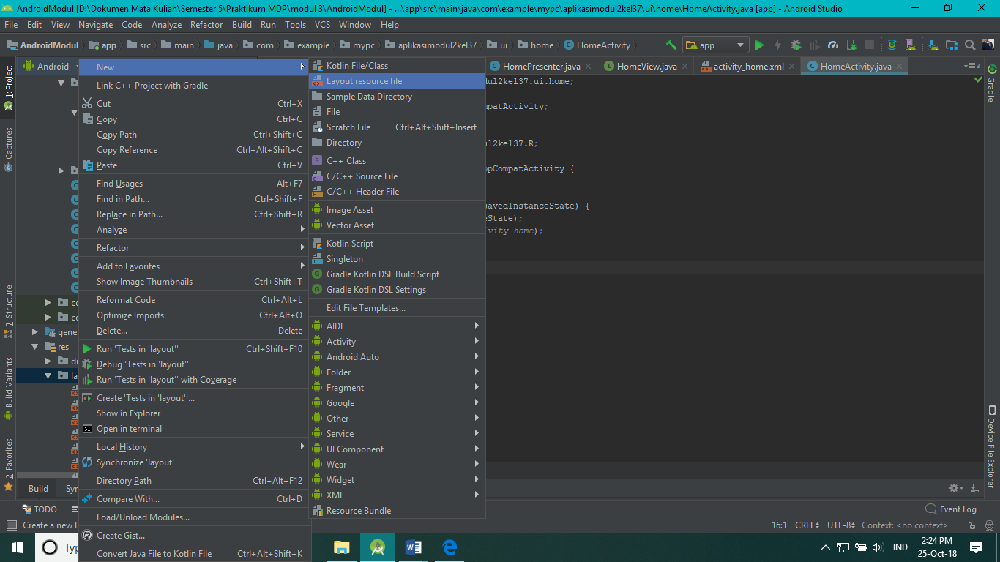 AndroidModul [D:\Dokumen Mata Kuliah\Semester 5\Praktikum MDP\modul 3\AndroidModul] - ...\app\src\main\java\com\example\mypc\aplikasimodul2kel37\ui\home\HomeActivity.java [app] - Android Studio
File Edit View Navigate Code Analyze Refactor Build Run Tools VCS Window Help
AndroidModul app src main java com example mypc aplikasimodul2kel37 ui home HomeActivity app
Android
HomePresenter.java HomeView.java activity_home.xml HomeActivity.java
1: Project
Captures
7: Structure
Build Variants
2: Favorites
New
Link C++ Project with Gradle
Cut Ctrl+X
Copy Ctrl+C
Copy Path Ctrl+Shift+C
Copy Reference Ctrl+Alt+Shift+C
Paste Ctrl+V
Find Usages Alt+F7
Find in Path... Ctrl+Shift+F
Replace in Path... Ctrl+Shift+R
Analyze
Refactor
Add to Favorites
Show Image Thumbnails Ctrl+Shift+T
Reformat Code Ctrl+Alt+L
Optimize Imports Ctrl+Alt+O
Delete... Delete
Run 'Tests in 'layout'' Ctrl+Shift+F10
Debug 'Tests in 'layout''
Run 'Tests in 'layout'' with Coverage
Create 'Tests in 'layout''...
Show in Explorer
Open in terminal
Local History
Synchronize 'layout'
Directory Path Ctrl+Alt+F12
Compare With... Ctrl+D
Load/Unload Modules...
Create Gist...
Convert Java File to Kotlin File Ctrl+Alt+Shift+K
Kotlin File/Class
Layout resource file
Sample Data Directory
File
Scratch File Ctrl+Alt+Shift+Insert
Directory
C++ Class
C/C++ Source File
C/C++ Header File
Image Asset
Vector Asset
Kotlin Script
Singleton
Gradle Kotlin DSL Build Script
Gradle Kotlin DSL Settings
Edit File Templates...
AIDL
Activity
Android Auto
Folder
Fragment
Google
Other
Service
UI Component
Wear
Widget
XML
Resource Bundle
ul2kel37.ui.home;
patActivity;
ul2kel37.R;
ppCompatActivity {
avedInstanceState) {
eState);
ivity_home);
co
co
gener
res
dr
lay
Gradle
Device File Explorer
Build Syn
TODO
Event Log
Create a new L
16:1 CRLF UTF-8 Context: <no context>
Typ
IND
2:24 PM
25-Oct-18
3